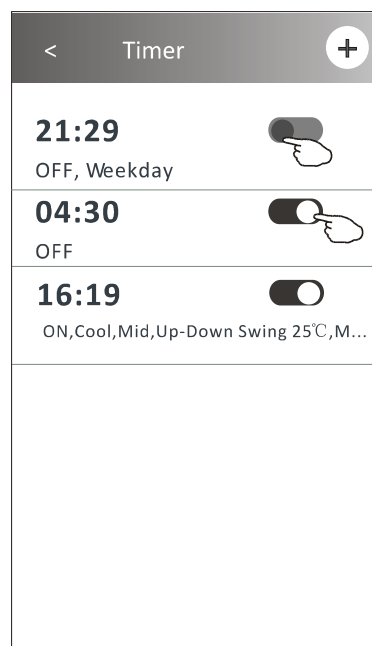 < Timer +
21:29
OFF, Weekday
04:30
OFF
16:19
ON,Cool,Mid,Up-Down Swing 25℃,M...